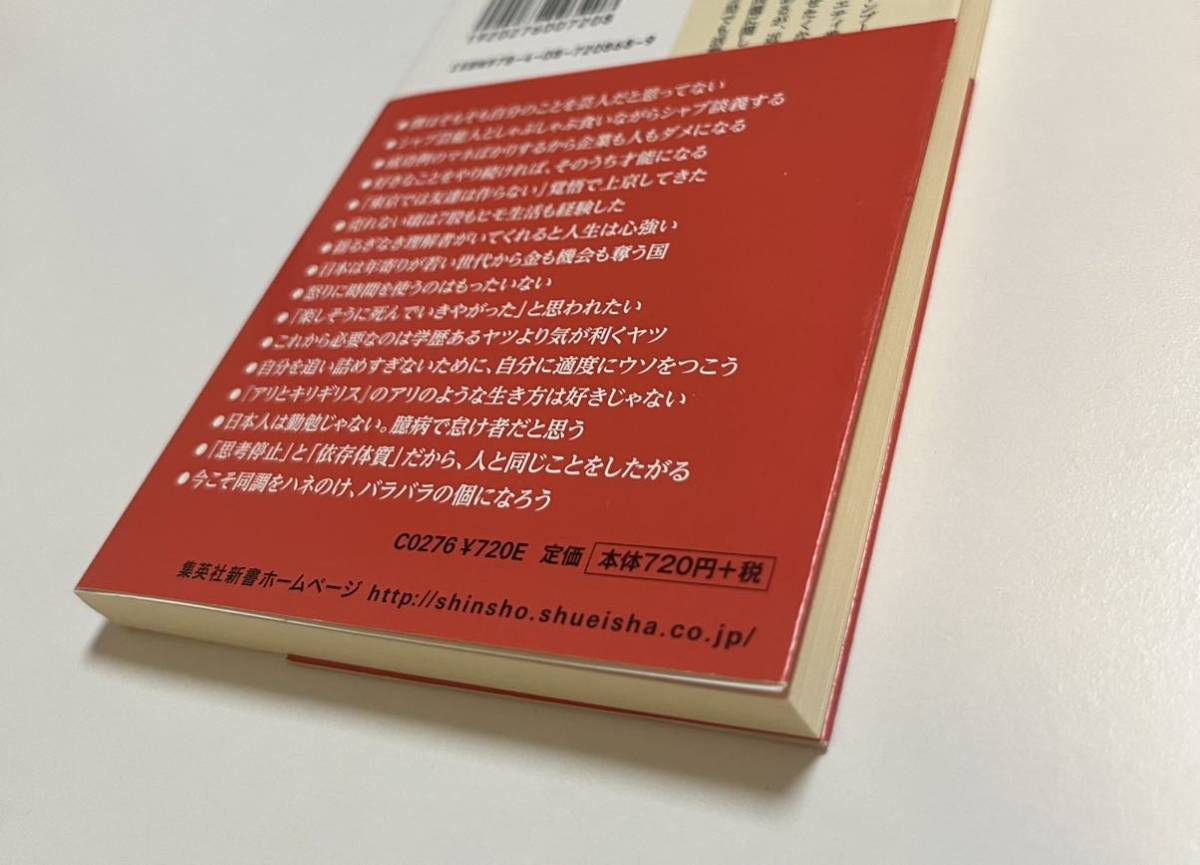 1920276007208
ISBN978-4-08-720868-9
●僕はそもそも自分のことを芸人だと思ってない
●シャブ芸能人としゃぶしゃぶ食いながらシャブ談義する
●成功例のマネばかりするから企業も人もダメになる
●好きなことをやり続ければ、そのうち才能になる
●「東京では友達は作らない」覚悟で上京してきた
●売れない頃は7股もヒモ生活も経験した
●揺るぎなき理解者がいてくれると人生は心強い
●日本は年寄りが若い世代から金も機会も奪う国
●怒りに時間を使うのはもったいない
●「楽しそうに死んでいきやがった」と思われたい
●これから必要なのは学歴あるヤツより気が利くヤツ
●自分を追い詰めすぎないために、自分に適度にウソをつこう
●『アリとキリギリス』のアリのような生き方は好きじゃない
●日本人は勤勉じゃない。臆病で怠け者だと思う
●「思考停止」と「依存体質」だから、人と同じことをしたがる
●今こそ同調をハネのけ、バラバラの個になろう
C0276 ¥720E 定価 本体720円+税
集英社新書ホームページ http://shinsho.shueisha.co.jp/